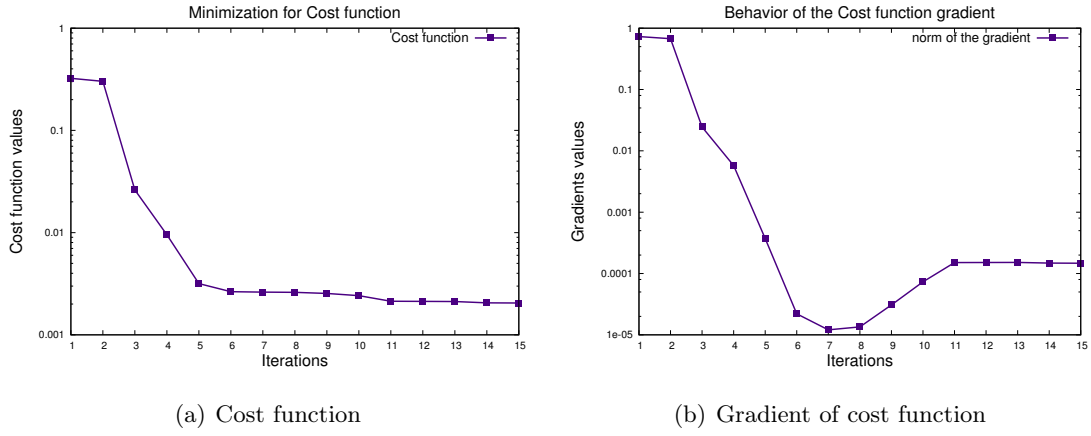 Minimization for Cost function
Cost function
1
0.1
0.01
0.001
Cost function values
1 2 3 4 5 6 7 8 9 10 11 12 13 14 15
Iterations
(a) Cost function
Behavior of the Cost function gradient
norm of the gradient
1
0.1
0.01
0.001
0.0001
1e-05
Gradients values
1 2 3 4 5 6 7 8 9 10 11 12 13 14 15
Iterations
(b) Gradient of cost function